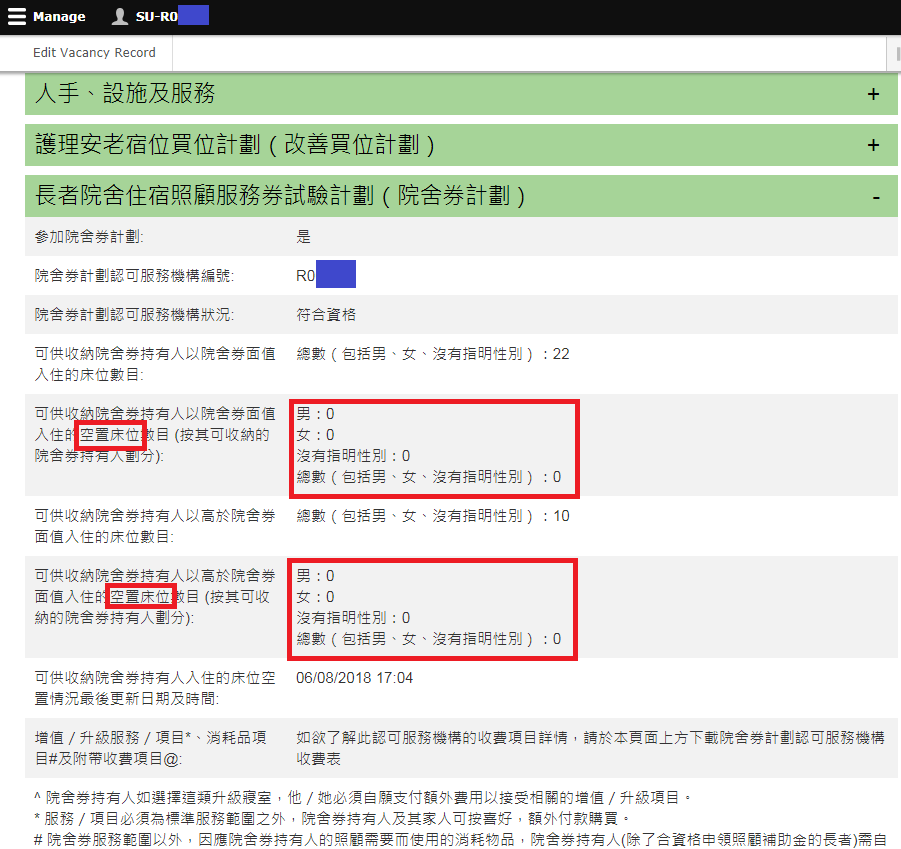 Manage SU-R0
Edit Vacancy Record
人手、設施及服務 +
護理安老宿位買位計劃（改善買位計劃） +
長者院舍住宿照顧服務券試驗計劃（院舍券計劃） -
參加院舍券計劃: 是
院舍券計劃認可服務機構編號: R0
院舍券計劃認可服務機構狀況: 符合資格
可供收納院舍券持有人以院舍券面值 總數（包括男、女、沒有指明性別）：22
入住的床位數目:
可供收納院舍券持有人以院舍券面值 男：0
入住的空置床位數目 (按其可收納的 女：0
院舍券持有人劃分): 沒有指明性別：0
總數（包括男、女、沒有指明性別）：0
可供收納院舍券持有人以高於院舍券 總數（包括男、女、沒有指明性別）：10
面值入住的床位數目:
可供收納院舍券持有人以高於院舍券 男：0
面值入住的空置床位數目 (按其可收 女：0
納的院舍券持有人劃分): 沒有指明性別：0
總數（包括男、女、沒有指明性別）：0
可供收納院舍券持有人入住的床位空 06/08/2018 17:04
置情況最後更新日期及時間:
增值／升級服務／項目*、消耗品項 如欲了解此認可服務機構的收費項目詳情，請於本頁面上方下載院舍券計劃認可服務機構
目#及附帶收費項目@: 收費表
^ 院舍券持有人如選擇這類升級寢室，他／她必須自願支付額外費用以接受相關的增值／升級項目。
* 服務／項目必須為標準服務範圍之外，院舍券持有人及其家人可按喜好，額外付款購買。
# 院舍券服務範圍以外，因應院舍券持有人的照顧需要而使用的消耗物品，院舍券持有人(除了合資格申領照顧補助金的長者)需自